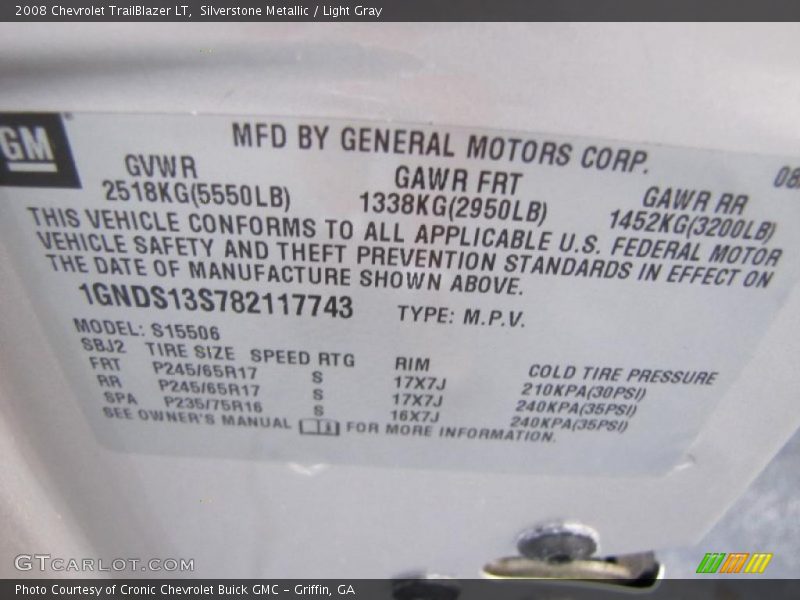 2008 Chevrolet TrailBlazer LT, Silverstone Metallic / Light Gray
GM
MFD BY GENERAL MOTORS CORP.
08
GVWR GAWR FRT GAWR RR
2518KG(5550LB) 1338KG(2950LB) 1452KG(3200LB)
THIS VEHICLE CONFORMS TO ALL APPLICABLE U.S. FEDERAL MOTOR
VEHICLE SAFETY AND THEFT PREVENTION STANDARDS IN EFFECT ON
THE DATE OF MANUFACTURE SHOWN ABOVE.
1GNDS13S782117743 TYPE: M.P.V.
MODEL: S15506
SBJ2 TIRE SIZE SPEED RTG RIM COLD TIRE PRESSURE
FRT P245/65R17 S 17X7J 210KPA(30PSI)
RR P245/65R17 S 17X7J 240KPA(35PSI)
SPA P235/75R16 S 16X7J 240KPA(35PSI)
SEE OWNER'S MANUAL FOR MORE INFORMATION.
GTCARLOT.COM
Photo Courtesy of Cronic Chevrolet Buick GMC – Griffin, GA